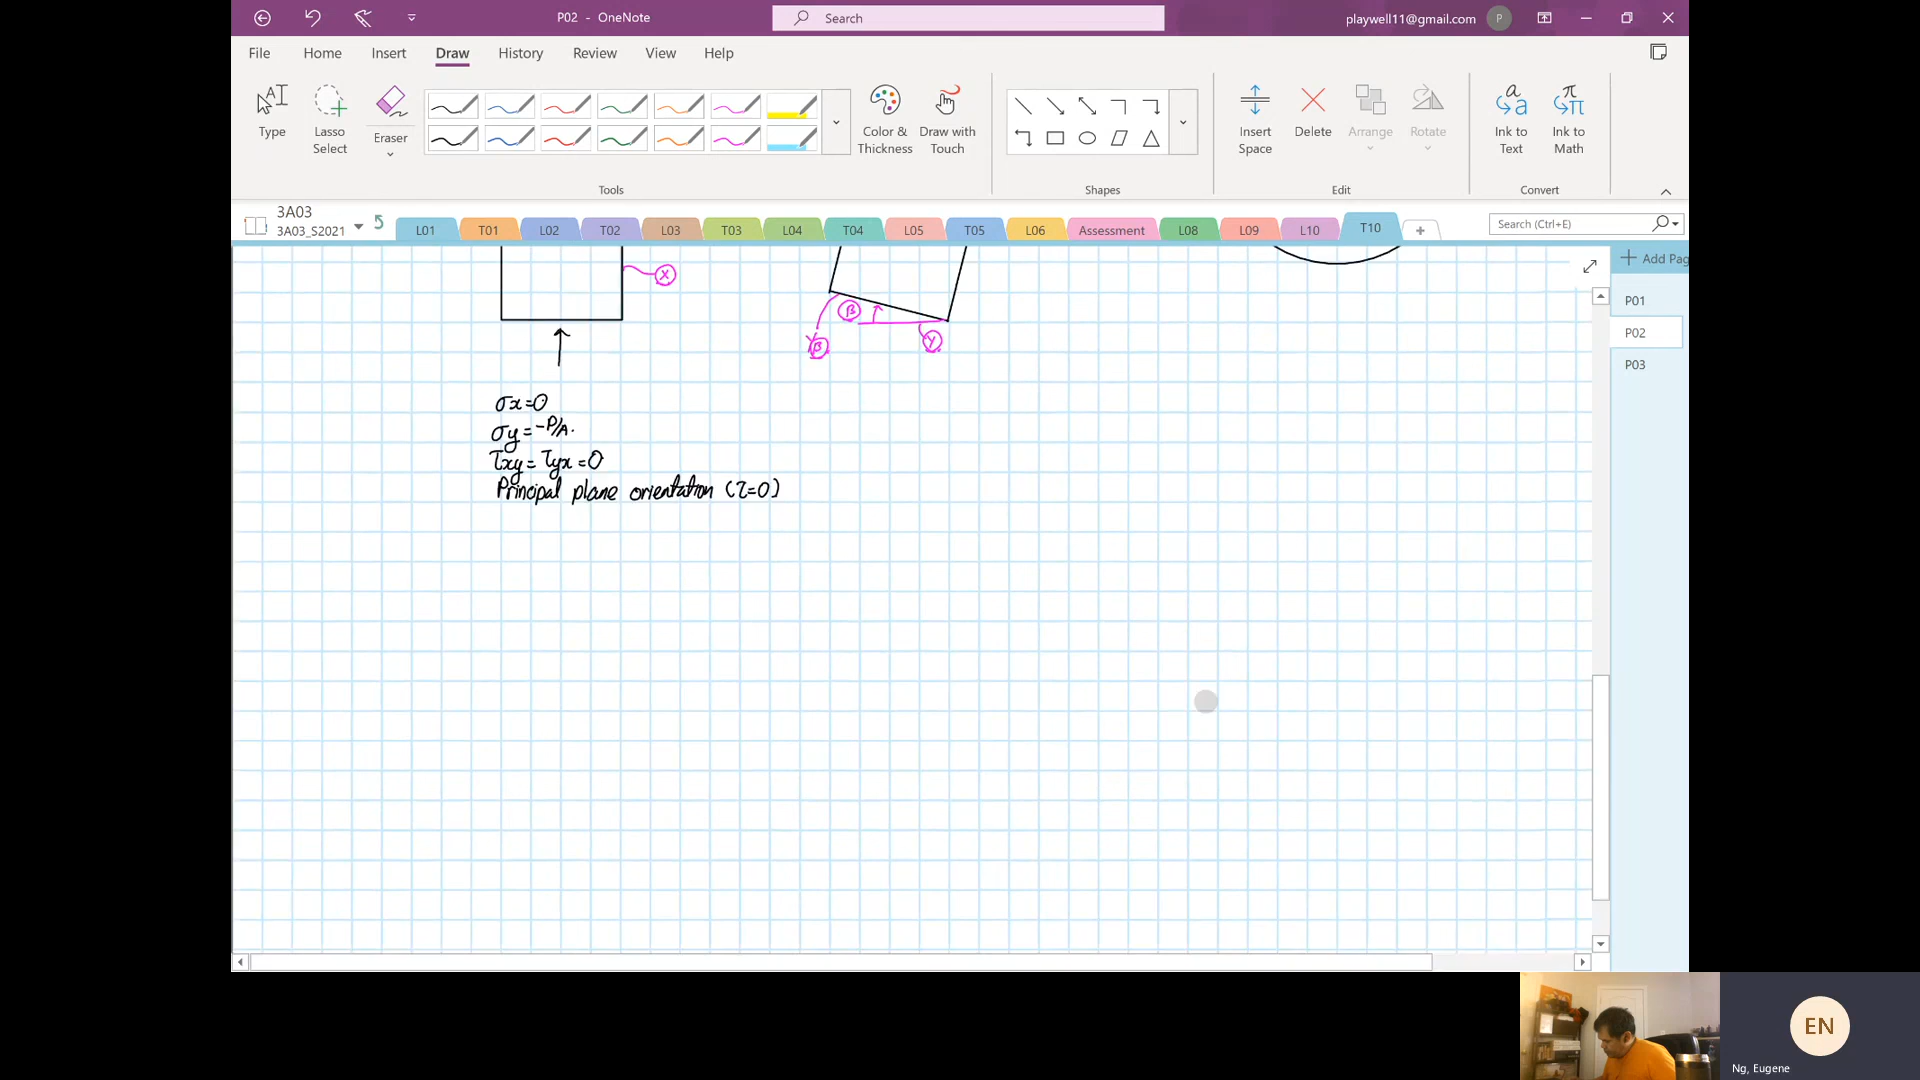 P02 - OneNote
Search
playwell11@gmail.com
P
File Home Insert Draw History Review View Help
Type
Lasso Select
Eraser
Color & Thickness
Draw with Touch
Insert Space
Delete
Arrange
Rotate
Ink to Text
Ink to Math
Tools
Shapes
Edit
Convert
3A03
3A03_S2021
L01 T01 L02 T02 L03 T03 L04 T04 L05 T05 L06 Assessment L08 L09 L10 T10
Search (Ctrl+E)
Add Pag
P01
P02
P03
X
β
Yβ
Y
σx=0
σy=-P/A.
τxy=τyx=0
Principal plane orientation (τ=0)
EN
Ng, Eugene